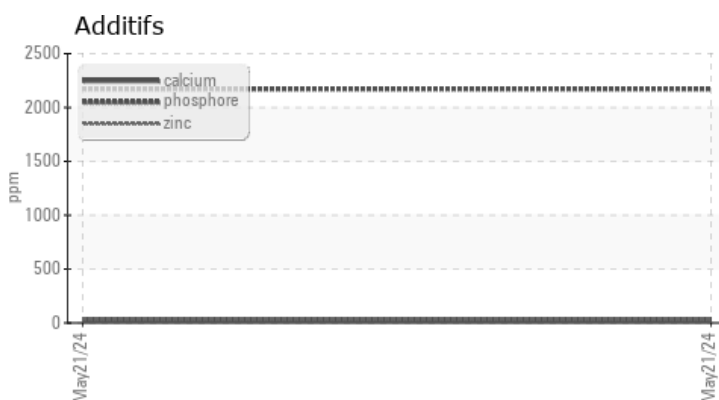 Additifs
2500
2000
1500
1000
500
0
ppm
calcium
phosphore
zinc
May21/24
May21/24